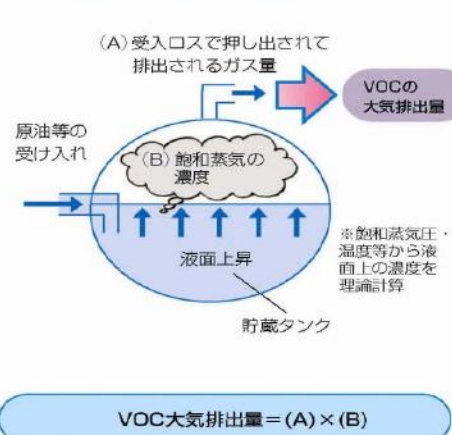 (A)受入ロスで押し出されて
排出されるガス量
VOCの
大気排出量
原油等の
受け入れ
(B)飽和蒸気の
濃度
液面上昇
※飽和蒸気圧・
温度等から液
面上の濃度を
理論計算
貯蔵タンク
VOC大気排出量=(A)×(B)